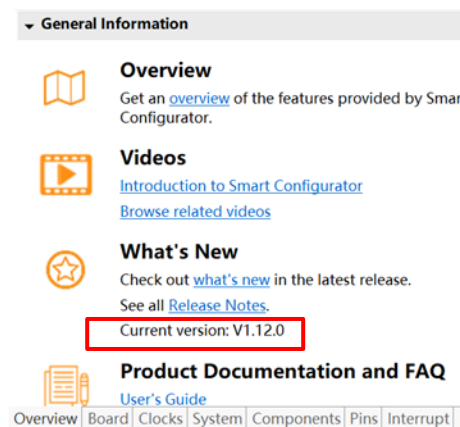 General Information
Overview
Get an overview of the features provided by Smar
Configurator.
Videos
Introduction to Smart Configurator
Browse related videos
What's New
Check out what's new in the latest release.
See all Release Notes.
Current version: V1.12.0
Product Documentation and FAQ
User's Guide
Overview Board Clocks System Components Pins Interrupt